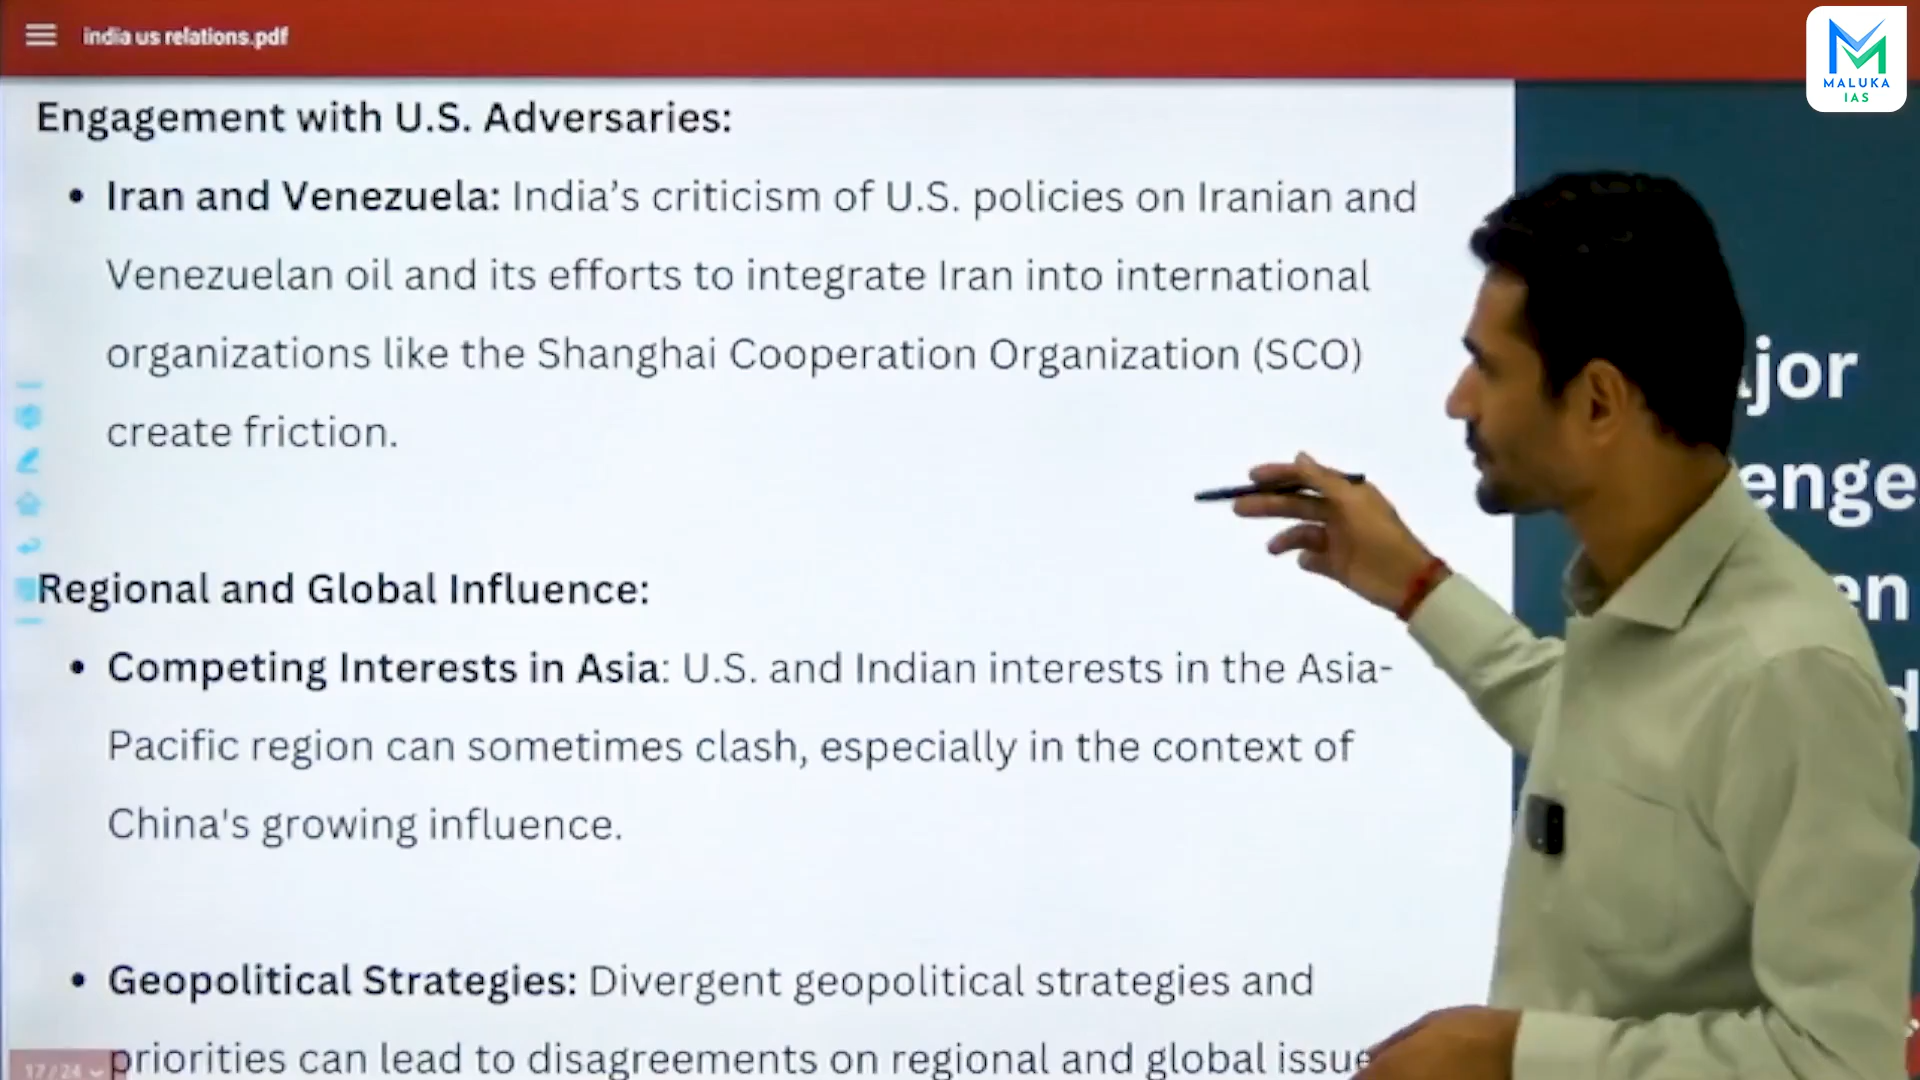 india us relations.pdf
MALUKA
IAS
Engagement with U.S. Adversaries:
• Iran and Venezuela: India’s criticism of U.S. policies on Iranian and
Venezuelan oil and its efforts to integrate Iran into international
organizations like the Shanghai Cooperation Organization (SCO)
create friction.
Regional and Global Influence:
• Competing Interests in Asia: U.S. and Indian interests in the Asia-
Pacific region can sometimes clash, especially in the context of
China's growing influence.
• Geopolitical Strategies: Divergent geopolitical strategies and
priorities can lead to disagreements on regional and global issue
17/24
jor
enge
en